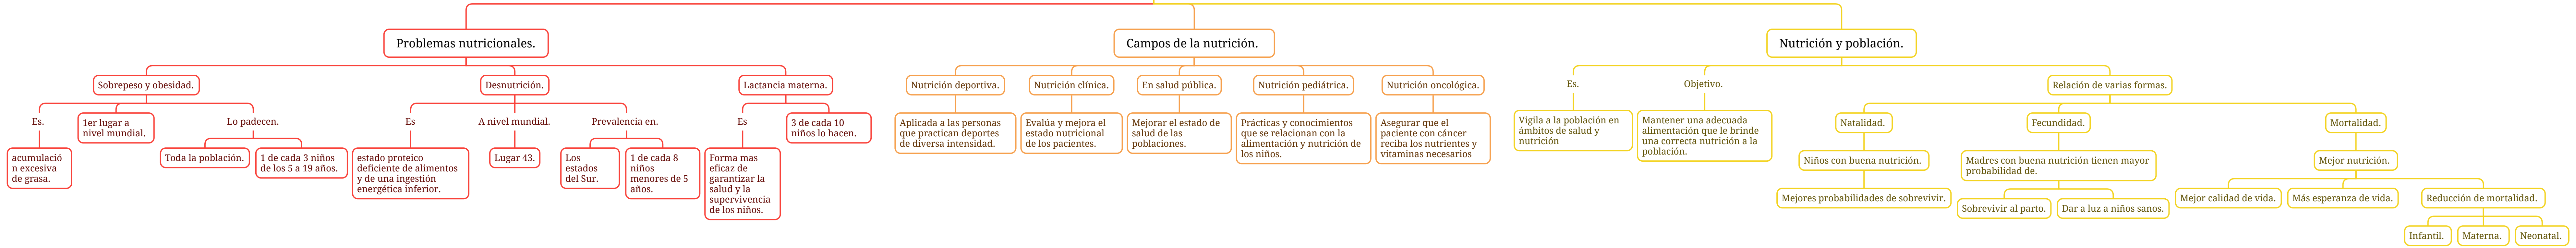 Problemas nutricionales.
Sobrepeso y obesidad.
Es.
acumulació
n excesiva
de grasa.
1er lugar a
nivel mundial.
Lo padecen.
Toda la población.
1 de cada 3 niños
de los 5 a 19 años.
Desnutrición.
Es
estado proteico
deficiente de alimentos
y de una ingestión
energética inferior.
A nivel mundial.
Lugar 43.
Prevalencia en.
Los
estados
del Sur.
1 de cada 8
niños
menores de 5
años.
Lactancia materna.
Es
Forma mas
eficaz de
garantizar la
salud y la
supervivencia
de los niños.
3 de cada 10
niños lo hacen.
Campos de la nutrición.
Nutrición deportiva.
Aplicada a las personas
que practican deportes
de diversa intensidad.
Nutrición clínica.
Evalúa y mejora el
estado nutricional
de los pacientes.
En salud pública.
Mejorar el estado de
salud de las
poblaciones.
Nutrición pediátrica.
Prácticas y conocimientos
que se relacionan con la
alimentación y nutrición de
los niños.
Nutrición oncológica.
Asegurar que el
paciente con cáncer
reciba los nutrientes y
vitaminas necesarios
Nutrición y población.
Es.
Vigila a la población en
ámbitos de salud y
nutrición
Objetivo.
Mantener una adecuada
alimentación que le brinde
una correcta nutrición a la
población.
Relación de varias formas.
Natalidad.
Niños con buena nutrición.
Mejores probabilidades de sobrevivir.
Fecundidad.
Madres con buena nutrición tienen mayor
probabilidad de.
Sobrevivir al parto.
Dar a luz a niños sanos.
Mortalidad.
Mejor nutrición.
Mejor calidad de vida.
Más esperanza de vida.
Reducción de mortalidad.
Infantil.
Materna.
Neonatal.